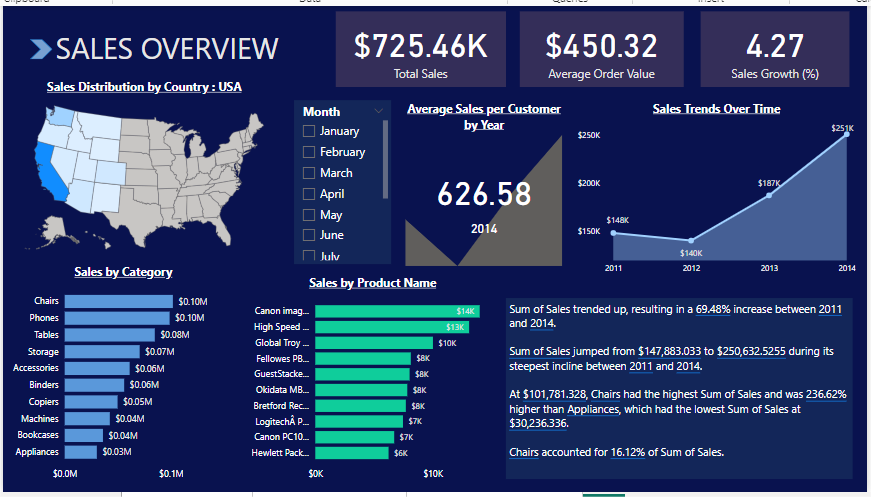 Data
SALES OVERVIEW
$725.46K
Total Sales
$450.32
Average Order Value
4.27
Sales Growth (%)
Sales Distribution by Country : USA
Month
January
February
March
April
May
June
July
Average Sales per Customer
by Year
626.58
2014
Sales Trends Over Time
$250K
$200K
$150K
$148K
$140K
$187K
$251K
2011
2012
2013
2014
Sales by Category
Chairs $0.10M
Phones $0.10M
Tables $0.08M
Storage $0.07M
Accessories $0.06M
Binders $0.06M
Copiers $0.05M
Machines $0.04M
Bookcases $0.04M
Appliances $0.03M
$0.0M $0.1M
Sales by Product Name
Canon imag... $14K
High Speed ... $13K
Global Troy ... $10K
Fellowes PB... $8K
GuestStacke... $8K
Okidata MB... $8K
Bretford Rec... $8K
LogitechÂ P... $7K
Canon PC10... $7K
Hewlett Pack... $6K
$0K $10K
Sum of Sales trended up, resulting in a 69.48% increase between 2011
and 2014.
Sum of Sales jumped from $147,883.033 to $250,632.5255 during its
steepest incline between 2011 and 2014.
At $101,781.328, Chairs had the highest Sum of Sales and was 236.62%
higher than Appliances, which had the lowest Sum of Sales at
$30,236.336.
Chairs accounted for 16.12% of Sum of Sales.